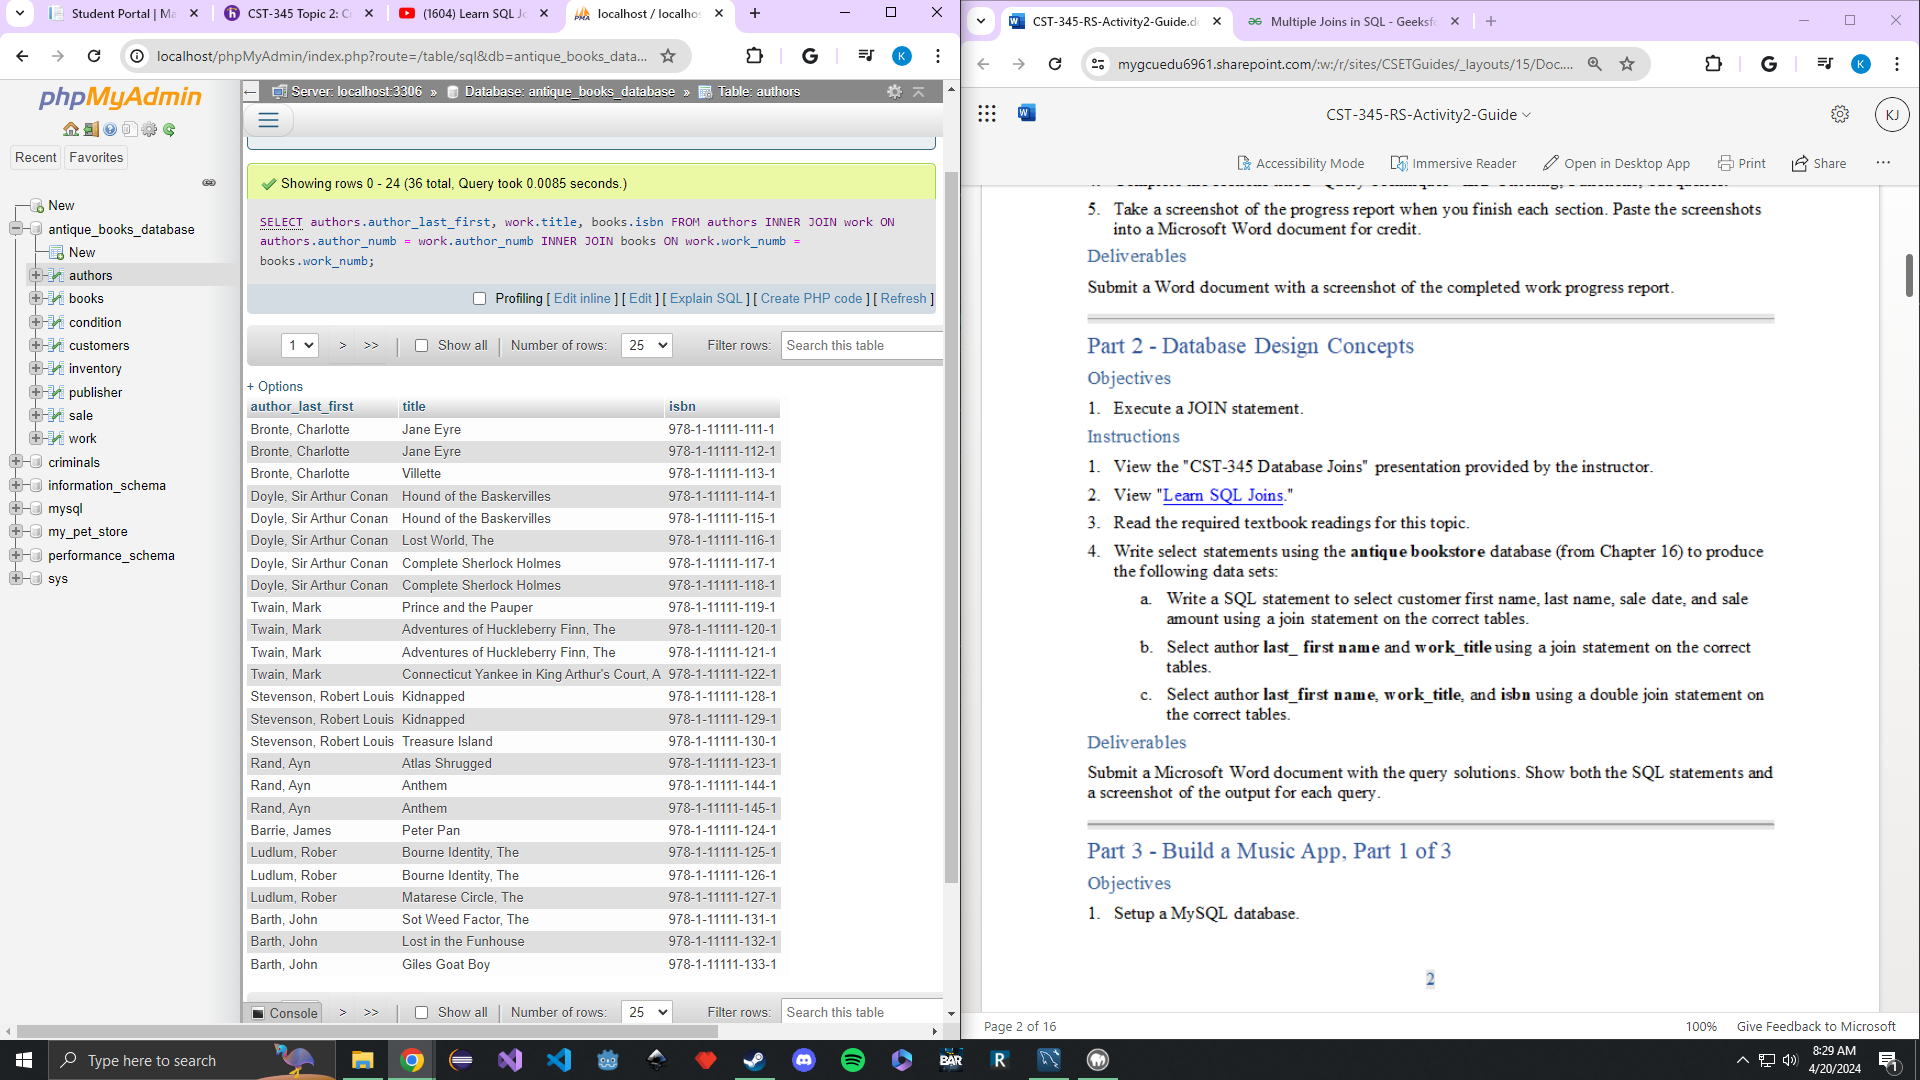 Student Portal | Ma
CST-345 Topic 2: C
(1604) Learn SQL Jo
localhost / localhos
localhost/phpMyAdmin/index.php?route=/table/sql&db=antique_books_data...
K
phpMyAdmin
Recent Favorites
New
antique_books_database
New
authors
books
condition
customers
inventory
publisher
sale
work
criminals
information_schema
mysql
my_pet_store
performance_schema
sys
Server: localhost:3306 » Database: antique_books_database » Table: authors
Showing rows 0 - 24 (36 total, Query took 0.0085 seconds.)
SELECT authors.author_last_first, work.title, books.isbn FROM authors INNER JOIN work ON
authors.author_numb = work.author_numb INNER JOIN books ON work.work_numb =
books.work_numb;
Profiling [ Edit inline ] [ Edit ] [ Explain SQL ] [ Create PHP code ] [ Refresh ]
1 > >> | Show all | Number of rows: 25 Filter rows: Search this table
+ Options
author_last_first title isbn
Bronte, Charlotte Jane Eyre 978-1-11111-111-1
Bronte, Charlotte Jane Eyre 978-1-11111-112-1
Bronte, Charlotte Villette 978-1-11111-113-1
Doyle, Sir Arthur Conan Hound of the Baskervilles 978-1-11111-114-1
Doyle, Sir Arthur Conan Hound of the Baskervilles 978-1-11111-115-1
Doyle, Sir Arthur Conan Lost World, The 978-1-11111-116-1
Doyle, Sir Arthur Conan Complete Sherlock Holmes 978-1-11111-117-1
Doyle, Sir Arthur Conan Complete Sherlock Holmes 978-1-11111-118-1
Twain, Mark Prince and the Pauper 978-1-11111-119-1
Twain, Mark Adventures of Huckleberry Finn, The 978-1-11111-120-1
Twain, Mark Adventures of Huckleberry Finn, The 978-1-11111-121-1
Twain, Mark Connecticut Yankee in King Arthur's Court, A 978-1-11111-122-1
Stevenson, Robert Louis Kidnapped 978-1-11111-128-1
Stevenson, Robert Louis Kidnapped 978-1-11111-129-1
Stevenson, Robert Louis Treasure Island 978-1-11111-130-1
Rand, Ayn Atlas Shrugged 978-1-11111-123-1
Rand, Ayn Anthem 978-1-11111-144-1
Rand, Ayn Anthem 978-1-11111-145-1
Barrie, James Peter Pan 978-1-11111-124-1
Ludlum, Rober Bourne Identity, The 978-1-11111-125-1
Ludlum, Rober Bourne Identity, The 978-1-11111-126-1
Ludlum, Rober Matarese Circle, The 978-1-11111-127-1
Barth, John Sot Weed Factor, The 978-1-11111-131-1
Barth, John Lost in the Funhouse 978-1-11111-132-1
Barth, John Giles Goat Boy 978-1-11111-133-1
Console > >> | Show all | Number of rows: 25 Filter rows: Search this table
CST-345-RS-Activity2-Guide.do
Multiple Joins in SQL - Geeksfo
mygcuedu6961.sharepoint.com/:w:/r/sites/CSETGuides/_layouts/15/Doc....
K
CST-345-RS-Activity2-Guide
KJ
Accessibility Mode Immersive Reader Open in Desktop App Print Share ...
5. Take a screenshot of the progress report when you finish each section. Paste the screenshots
into a Microsoft Word document for credit.
Deliverables
Submit a Word document with a screenshot of the completed work progress report.
Part 2 - Database Design Concepts
Objectives
1. Execute a JOIN statement.
Instructions
1. View the "CST-345 Database Joins" presentation provided by the instructor.
2. View "Learn SQL Joins."
3. Read the required textbook readings for this topic.
4. Write select statements using the antique bookstore database (from Chapter 16) to produce
the following data sets:
a. Write a SQL statement to select customer first name, last name, sale date, and sale
amount using a join statement on the correct tables.
b. Select author last_ first name and work_title using a join statement on the correct
tables.
c. Select author last_first name, work_title, and isbn using a double join statement on
the correct tables.
Deliverables
Submit a Microsoft Word document with the query solutions. Show both the SQL statements and
a screenshot of the output for each query.
Part 3 - Build a Music App, Part 1 of 3
Objectives
1. Setup a MySQL database.
2
Page 2 of 16
100% Give Feedback to Microsoft
Type here to search
BAR
R
8:29 AM
4/20/2024
1